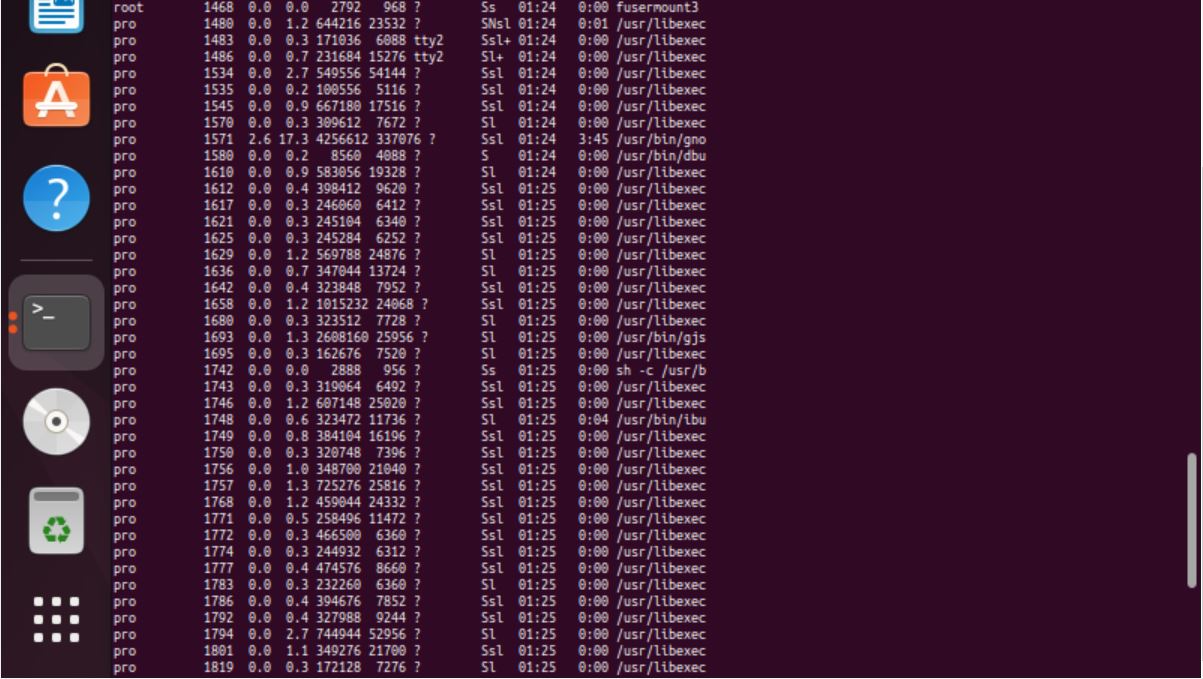 root 1468 0.0 0.0 2792 968 ? Ss 01:24 0:00 fusermount3
pro 1480 0.0 1.2 644216 23532 ? SNsl 01:24 0:01 /usr/libexec
pro 1483 0.0 0.3 171036 6088 tty2 Ssl+ 01:24 0:00 /usr/libexec
pro 1486 0.0 0.7 231684 15276 tty2 Sl+ 01:24 0:00 /usr/libexec
pro 1534 0.0 2.7 549556 54144 ? Ssl 01:24 0:00 /usr/libexec
pro 1535 0.0 0.2 100556 5116 ? Ssl 01:24 0:00 /usr/libexec
pro 1545 0.0 0.9 667180 17516 ? Ssl 01:24 0:00 /usr/libexec
pro 1570 0.0 0.3 309612 7672 ? Sl 01:24 0:00 /usr/libexec
pro 1571 2.6 17.3 4256612 337076 ? Ssl 01:24 3:45 /usr/bin/gno
pro 1580 0.0 0.2 8560 4088 ? S 01:24 0:00 /usr/bin/dbu
pro 1610 0.0 0.9 583056 19328 ? Sl 01:24 0:00 /usr/libexec
pro 1612 0.0 0.4 398412 9620 ? Ssl 01:25 0:00 /usr/libexec
pro 1617 0.0 0.3 246060 6412 ? Ssl 01:25 0:00 /usr/libexec
pro 1621 0.0 0.3 245104 6340 ? Ssl 01:25 0:00 /usr/libexec
pro 1625 0.0 0.3 245284 6252 ? Ssl 01:25 0:00 /usr/libexec
pro 1629 0.0 1.2 569788 24876 ? Sl 01:25 0:00 /usr/libexec
pro 1636 0.0 0.7 347044 13724 ? Sl 01:25 0:00 /usr/libexec
pro 1642 0.0 0.4 323848 7952 ? Ssl 01:25 0:00 /usr/libexec
pro 1658 0.0 1.2 1015232 24068 ? Ssl 01:25 0:00 /usr/libexec
pro 1680 0.0 0.3 323512 7728 ? Sl 01:25 0:00 /usr/libexec
pro 1693 0.0 1.3 2608160 25956 ? Sl 01:25 0:00 /usr/bin/gjs
pro 1695 0.0 0.3 162676 7520 ? Sl 01:25 0:00 /usr/libexec
pro 1742 0.0 0.0 2888 956 ? Ss 01:25 0:00 sh -c /usr/b
pro 1743 0.0 0.3 319064 6492 ? Ssl 01:25 0:00 /usr/libexec
pro 1746 0.0 1.2 607148 25020 ? Ssl 01:25 0:00 /usr/libexec
pro 1748 0.0 0.6 323472 11736 ? Sl 01:25 0:04 /usr/bin/ibu
pro 1749 0.0 0.8 384104 16196 ? Ssl 01:25 0:00 /usr/libexec
pro 1750 0.0 0.3 320748 7396 ? Ssl 01:25 0:00 /usr/libexec
pro 1756 0.0 1.0 348700 21040 ? Ssl 01:25 0:00 /usr/libexec
pro 1757 0.0 1.3 725276 25816 ? Ssl 01:25 0:00 /usr/libexec
pro 1768 0.0 1.2 459044 24332 ? Ssl 01:25 0:00 /usr/libexec
pro 1771 0.0 0.5 258496 11472 ? Ssl 01:25 0:00 /usr/libexec
pro 1772 0.0 0.3 466500 6360 ? Ssl 01:25 0:00 /usr/libexec
pro 1774 0.0 0.3 244932 6312 ? Ssl 01:25 0:00 /usr/libexec
pro 1777 0.0 0.4 474576 8660 ? Ssl 01:25 0:00 /usr/libexec
pro 1783 0.0 0.3 232260 6360 ? Sl 01:25 0:00 /usr/libexec
pro 1786 0.0 0.4 394676 7852 ? Ssl 01:25 0:00 /usr/libexec
pro 1792 0.0 0.4 327988 9244 ? Ssl 01:25 0:00 /usr/libexec
pro 1794 0.0 2.7 744944 52956 ? Sl 01:25 0:00 /usr/libexec
pro 1801 0.0 1.1 349276 21700 ? Ssl 01:25 0:00 /usr/libexec
pro 1819 0.0 0.3 172128 7276 ? Sl 01:25 0:00 /usr/libexec